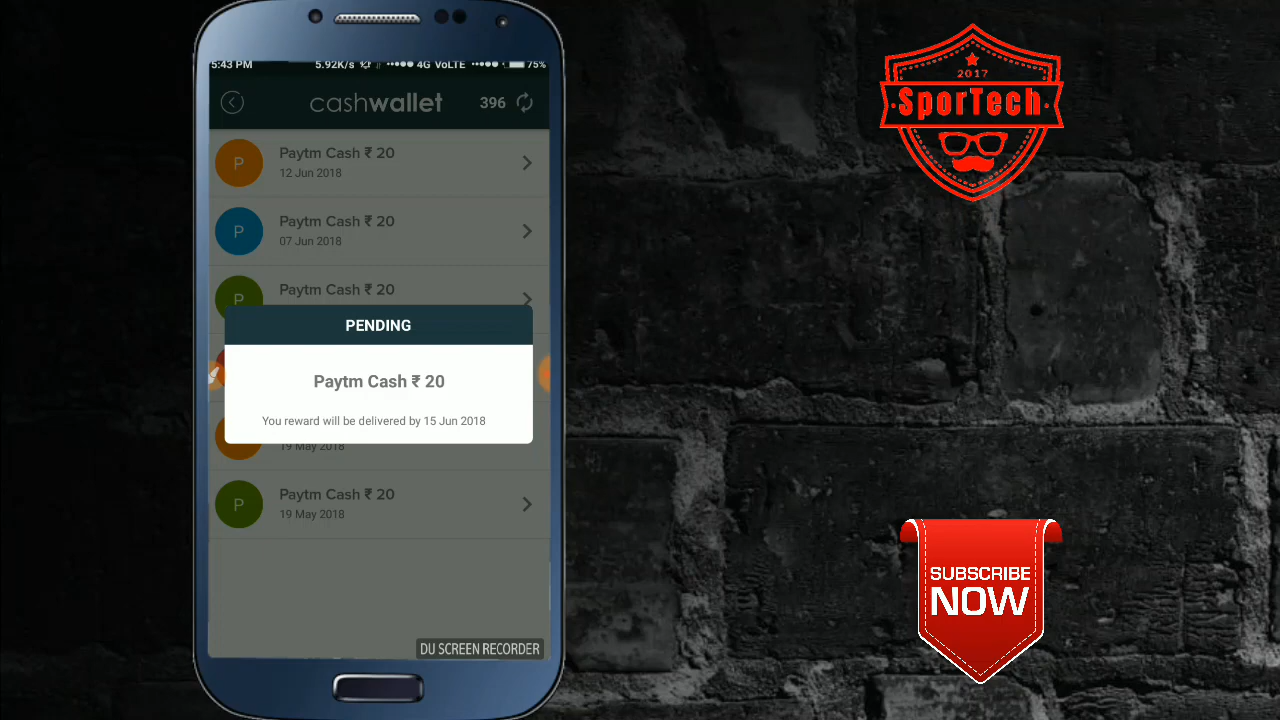 5:43 PM 5.92K/s 4G VoLTE 75%
cashwallet 396
P Paytm Cash ₹ 20
12 Jun 2018
P Paytm Cash ₹ 20
07 Jun 2018
P Paytm Cash ₹ 20
PENDING
Paytm Cash ₹ 20
You reward will be delivered by 15 Jun 2018
19 May 2018
P Paytm Cash ₹ 20
19 May 2018
DU SCREEN RECORDER
2017
SporTech
SUBSCRIBE
NOW